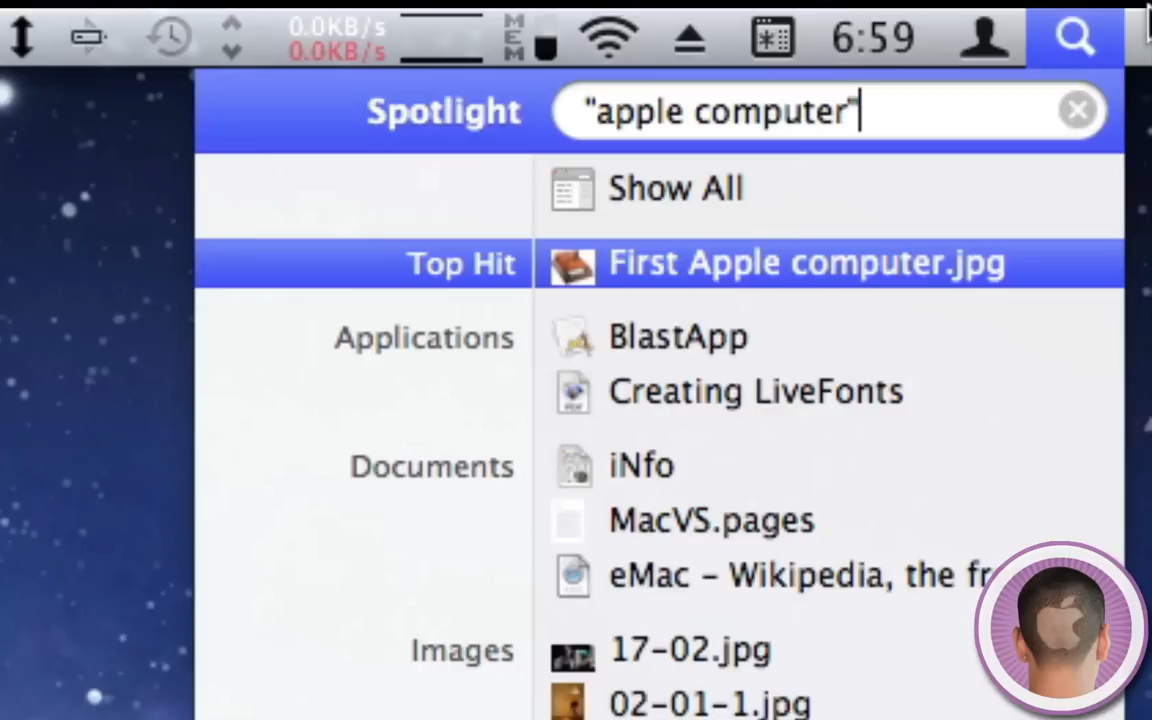 0.0KB/s
0.0KB/s
MEM
6:59
Spotlight "apple computer"
Show All
Top Hit First Apple computer.jpg
Applications BlastApp
Creating LiveFonts
Documents iNfo
MacVS.pages
eMac – Wikipedia, the fr
Images 17-02.jpg
02-01-1.jpg